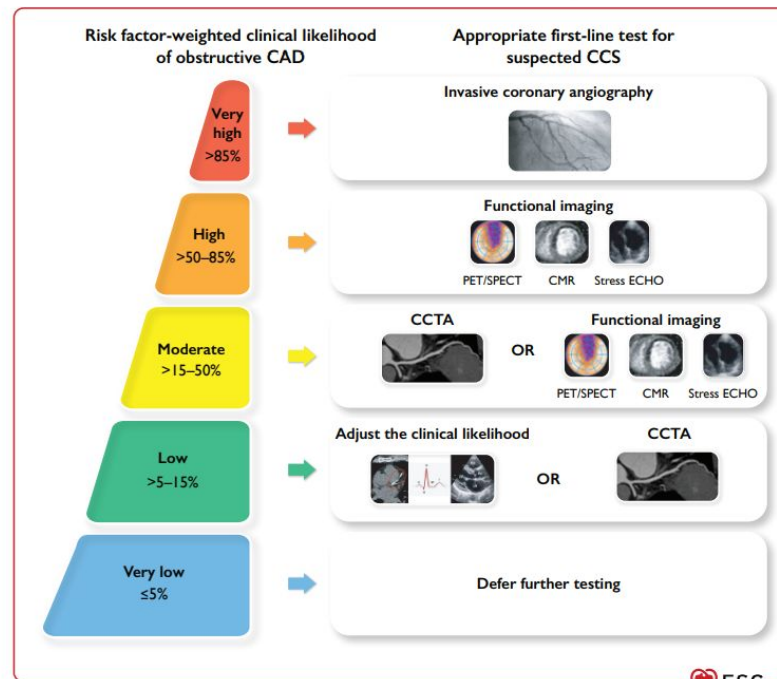 Risk factor-weighted clinical likelihood
of obstructive CAD
Appropriate first-line test for
suspected CCS
Very
high
>85%
Invasive coronary angiography
High
>50–85%
Functional imaging
PET/SPECT
CMR
Stress ECHO
Moderate
>15–50%
CCTA
OR
Functional imaging
PET/SPECT
CMR
Stress ECHO
Low
>5–15%
Adjust the clinical likelihood
OR
CCTA
Very low
≤5%
Defer further testing
ESC